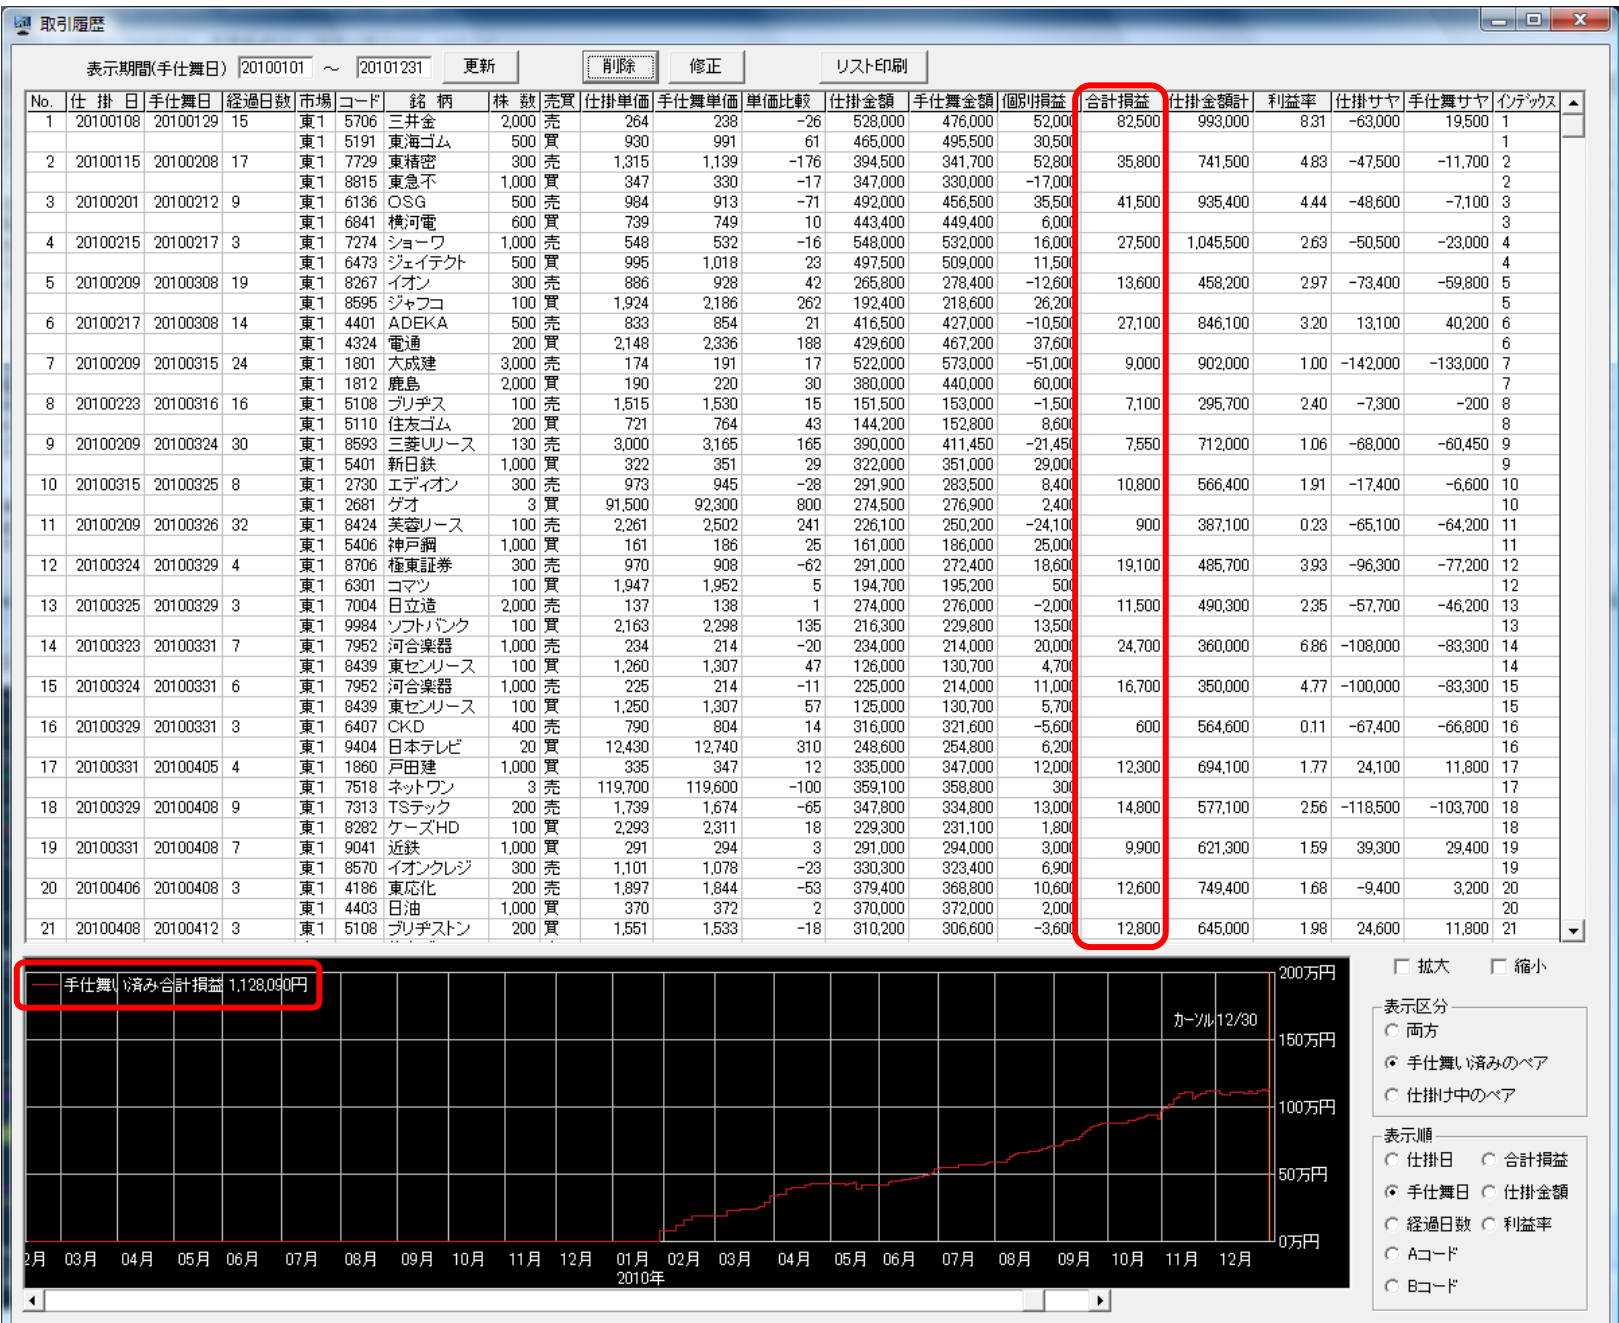 取引履歴
表示期間(手仕舞日) 20100101 ～ 20101231 更新 削除 修正 リスト印刷
No. 仕掛日 手仕舞日 経過日数 市場 コード 銘柄 株数 売買 仕掛単価 手仕舞単価 単価比較 仕掛金額 手仕舞金額 個別損益 合計損益 仕掛金額計 利益率 仕掛サヤ 手仕舞サヤ インデックス
1 20100108 20100129 15 東1 5706 三井金 2,000 売 264 238 -26 528,000 476,000 52,000 82,500 993,000 8.31 -63,000 19,500 1
東1 5191 東海ゴム 500 買 930 991 61 465,000 495,500 30,500 1
2 20100115 20100208 17 東1 7729 東精密 300 売 1,315 1,139 -176 394,500 341,700 52,800 35,800 741,500 4.83 -47,500 -11,700 2
東1 8815 東急不 1,000 買 347 330 -17 347,000 330,000 -17,000 2
3 20100201 20100212 9 東1 6136 OSG 500 売 984 913 -71 492,000 456,500 35,500 41,500 935,400 4.44 -48,600 -7,100 3
東1 6841 横河電 600 買 739 749 10 443,400 449,400 6,000 3
4 20100215 20100217 3 東1 7274 ショーワ 1,000 売 548 532 -16 548,000 532,000 16,000 27,500 1,045,500 2.63 -50,500 -23,000 4
東1 6473 ジェイテクト 500 買 995 1,018 23 497,500 509,000 11,500 4
5 20100209 20100308 19 東1 8267 イオン 300 売 886 928 42 265,800 278,400 -12,600 13,600 458,200 2.97 -73,400 -59,800 5
東1 8595 ジャフコ 100 買 1,924 2,186 262 192,400 218,600 26,200 5
6 20100217 20100308 14 東1 4401 ADEKA 500 売 833 854 21 416,500 427,000 -10,500 27,100 846,100 3.20 13,100 40,200 6
東1 4324 電通 200 買 2,148 2,336 188 429,600 467,200 37,600 6
7 20100209 20100315 24 東1 1801 大成建 3,000 売 174 191 17 522,000 573,000 -51,000 9,000 902,000 1.00 -142,000 -133,000 7
東1 1812 鹿島 2,000 買 190 220 30 380,000 440,000 60,000 7
8 20100223 20100316 16 東1 5108 ブリヂス 100 売 1,515 1,530 15 151,500 153,000 -1,500 7,100 295,700 2.40 -7,300 -200 8
東1 5110 住友ゴム 200 買 721 764 43 144,200 152,800 8,600 8
9 20100209 20100324 30 東1 8593 三菱Uリース 130 売 3,000 3,165 165 390,000 411,450 -21,450 7,550 712,000 1.06 -68,000 -60,450 9
東1 5401 新日鉄 1,000 買 322 351 29 322,000 351,000 29,000 9
10 20100315 20100325 8 東1 2730 エディオン 300 売 973 945 -28 291,900 283,500 8,400 10,800 566,400 1.91 -17,400 -6,600 10
東1 2681 ゲオ 3 買 91,500 92,300 800 274,500 276,900 2,400 10
11 20100209 20100326 32 東1 8424 芙蓉リース 100 売 2,261 2,502 241 226,100 250,200 -24,100 900 387,100 0.23 -65,100 -64,200 11
東1 5406 神戸鋼 1,000 買 161 186 25 161,000 186,000 25,000 11
12 20100324 20100329 4 東1 8706 極東証券 300 売 970 908 -62 291,000 272,400 18,600 19,100 485,700 3.93 -96,300 -77,200 12
東1 6301 コマツ 100 買 1,947 1,952 5 194,700 195,200 500 12
13 20100325 20100329 3 東1 7004 日立造 2,000 売 137 138 1 274,000 276,000 -2,000 11,500 490,300 2.35 -57,700 -46,200 13
東1 9984 ソフトバンク 100 買 2,163 2,298 135 216,300 229,800 13,500 13
14 20100323 20100331 7 東1 7952 河合楽器 1,000 売 234 214 -20 234,000 214,000 20,000 24,700 360,000 6.86 -108,000 -83,300 14
東1 8439 東センリース 100 買 1,260 1,307 47 126,000 130,700 4,700 14
15 20100324 20100331 6 東1 7952 河合楽器 1,000 売 225 214 -11 225,000 214,000 11,000 16,700 350,000 4.77 -100,000 -83,300 15
東1 8439 東センリース 100 買 1,250 1,307 57 125,000 130,700 5,700 15
16 20100329 20100331 3 東1 6407 CKD 400 売 790 804 14 316,000 321,600 -5,600 600 564,600 0.11 -67,400 -66,800 16
東1 9404 日本テレビ 20 買 12,430 12,740 310 248,600 254,800 6,200 16
17 20100331 20100405 4 東1 1860 戸田建 1,000 買 335 347 12 335,000 347,000 12,000 12,300 694,100 1.77 24,100 11,800 17
東1 7518 ネットワン 3 売 119,700 119,600 -100 359,100 358,800 300 17
18 20100329 20100408 9 東1 7313 TSテック 200 売 1,739 1,674 -65 347,800 334,800 13,000 14,800 577,100 2.56 -118,500 -103,700 18
東1 8282 ケーズHD 100 買 2,293 2,311 18 229,300 231,100 1,800 18
19 20100331 20100408 7 東1 9041 近鉄 1,000 買 291 294 3 291,000 294,000 3,000 9,900 621,300 1.59 39,300 29,400 19
東1 8570 イオンクレジ 300 売 1,101 1,078 -23 330,300 323,400 6,900 19
20 20100406 20100408 3 東1 4186 東応化 200 売 1,897 1,844 -53 379,400 368,800 10,600 12,600 749,400 1.68 -9,400 3,200 20
東1 4403 日油 1,000 買 370 372 2 370,000 372,000 2,000 20
21 20100408 20100412 3 東1 5108 ブリヂストン 200 買 1,551 1,533 -18 310,200 306,600 -3,600 12,800 645,000 1.98 24,600 11,800 21
手仕舞い済み合計損益 1,128,090円
カーソル12/30
200万円
150万円
100万円
50万円
0万円
2月 03月 04月 05月 06月 07月 08月 09月 10月 11月 12月 01月 02月 03月 04月 05月 06月 07月 08月 09月 10月 11月 12月
2010年
拡大 縮小
表示区分
両方
手仕舞い済みのペア
仕掛け中のペア
表示順
仕掛日 合計損益
手仕舞日 仕掛金額
経過日数 利益率
Aコード
Bコード